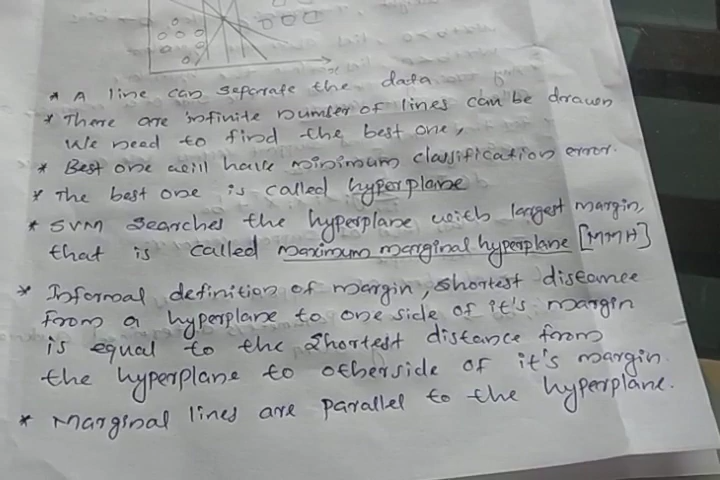 * A line can separate the data
* There are infinite number of lines can be drawn
We need to find the best one,
* Best one will have minimum classification error.
* The best one is called hyperplane
* SVM searches the hyperplane with largest margin,
that is called maximum marginal hyperplane [MMH]
* Informal definition of margin, shortest distance
from a hyperplane to one side of it's margin
is equal to the shortest distance from
the hyperplane to otherside of it's margin.
* Marginal lines are parallel to the hyperplane.